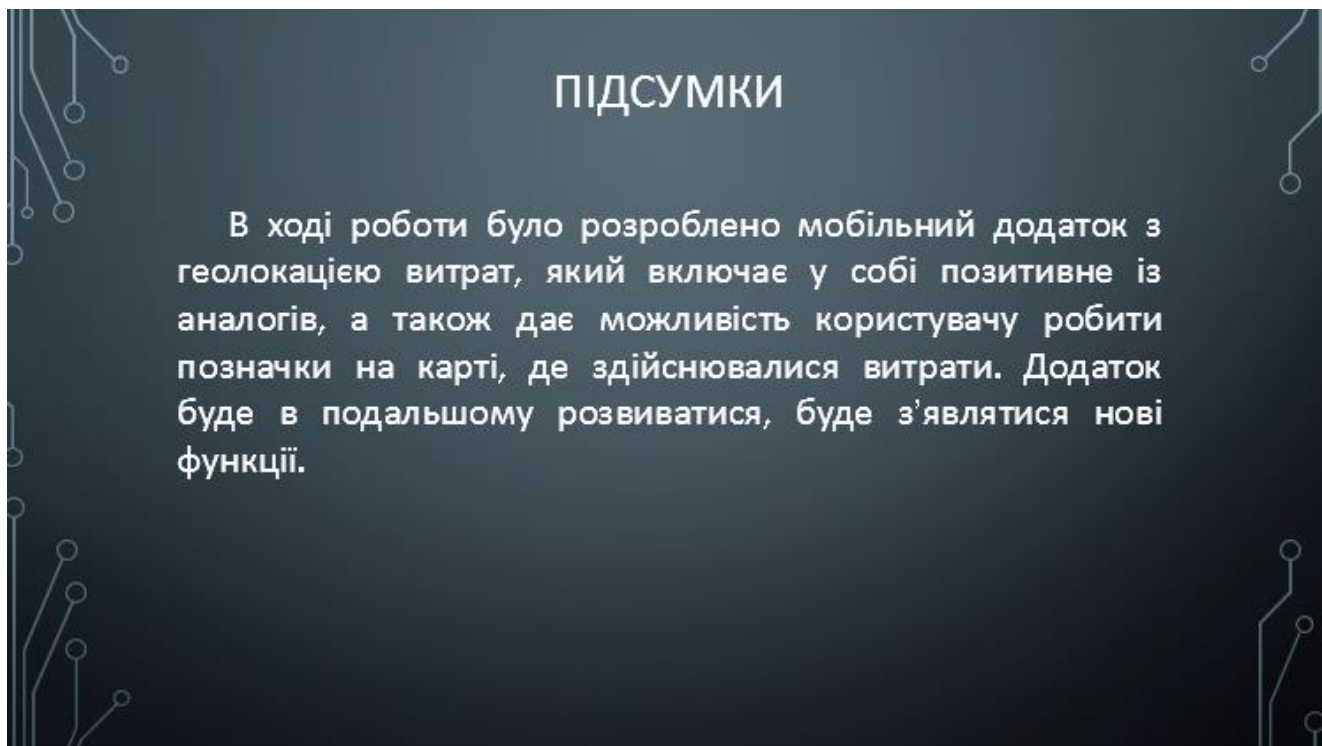 ПІДСУМКИ
В ході роботи було розроблено мобільний додаток з
геолокацією витрат, який включає у собі позитивне із
аналогів, а також дає можливість користувачу робити
позначки на карті, де здійснювалися витрати. Додаток
буде в подальшому розвиватися, буде з’являтися нові
функції.